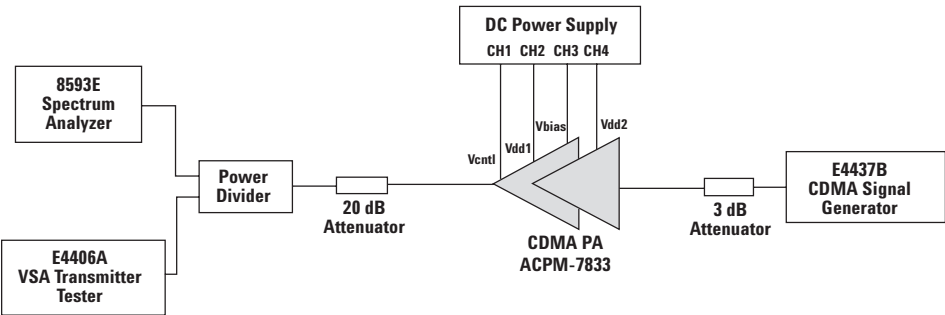 DC Power Supply
CH1 CH2 CH3 CH4
8593E
Spectrum
Analyzer
Vcntl
Vdd1
Vbias
Vdd2
Power
Divider
20 dB
Attenuator
CDMA PA
ACPM-7833
3 dB
Attenuator
E4437B
CDMA Signal
Generator
E4406A
VSA Transmitter
Tester